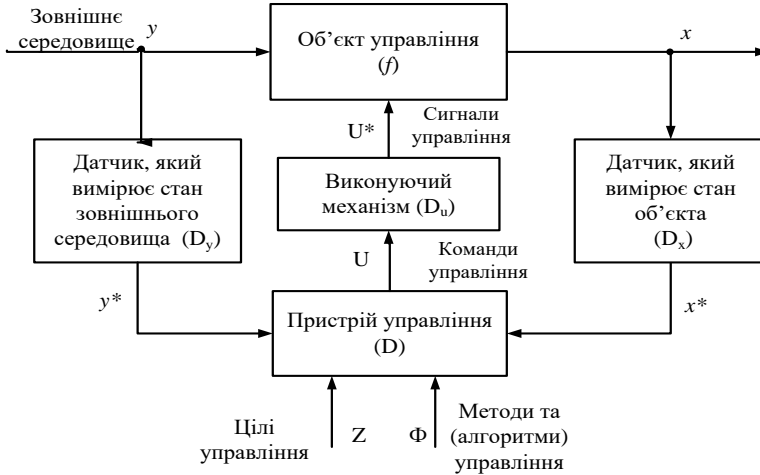 Зовнішнє
середовище
y
Об’єкт управління
(f)
x
U*
Сигнали
управління
Датчик, який
вимірює стан
зовнішнього
середовища (Dy)
Виконуючий
механізм (Du)
Датчик, який
вимірює стан
об’єкта
(Dx)
U
Команди
управління
y*
Пристрій управління
(D)
x*
Цілі
управління
Z
Ф
Методи та
(алгоритми)
управління